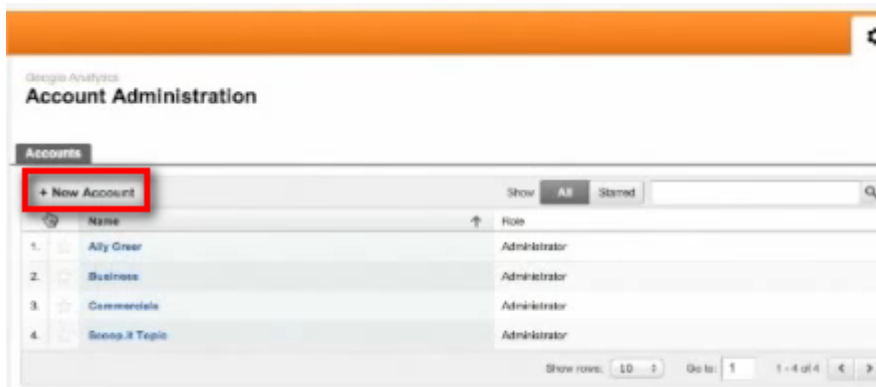 Google Analytics
Account Administration
Accounts
+ New Account
Show All Starred
Name Role
1. Ally Greer Administrator
2. Business Administrator
3. Commercials Administrator
4. Scoop.it Topic Administrator
Show rows: 10 Go to: 1 1 - 4 of 4